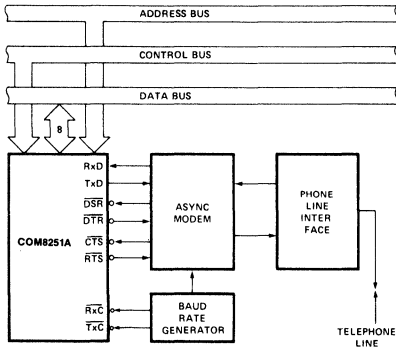 ADDRESS BUS
CONTROL BUS
DATA BUS
8
COM8251A
RxD
TxD
DSR
DTR
CTS
RTS
RxC
TxC
ASYNC
MODEM
PHONE
LINE
INTER
FACE
BAUD
RATE
GENERATOR
TELEPHONE
LINE